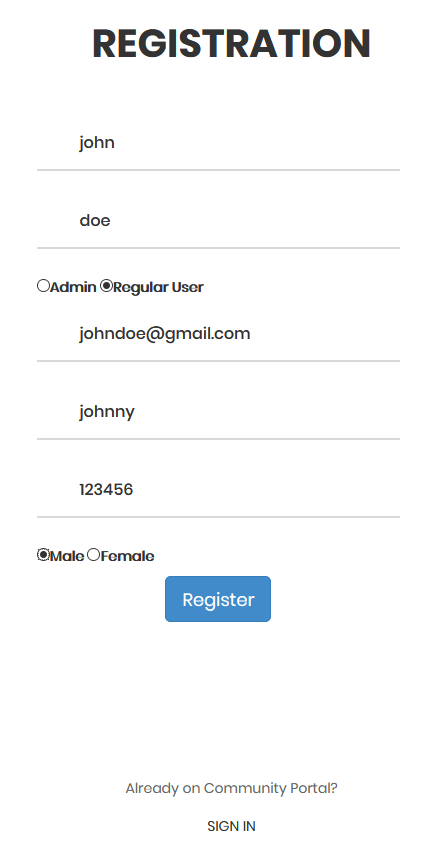 REGISTRATION
john
doe
Admin Regular User
johndoe@gmail.com
johnny
123456
Male Female
Register
Already on Community Portal?
SIGN IN